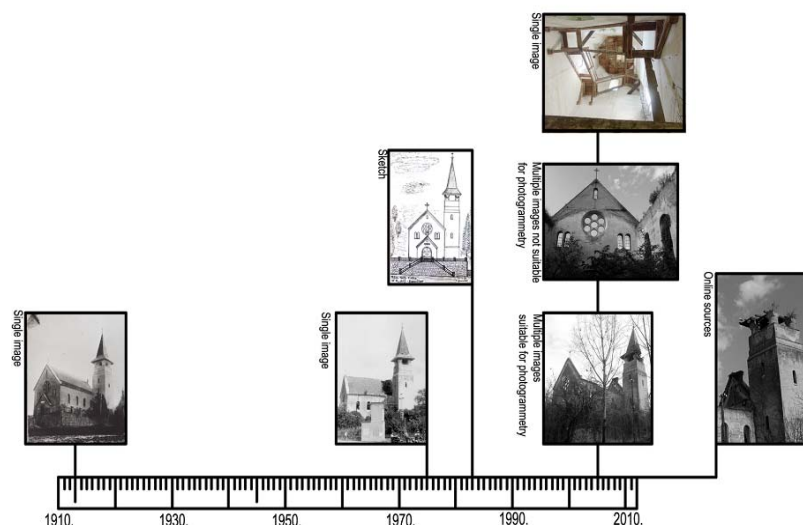 Single image
Multiple images not suitable
for photogrammetry
Sketch
Online sources
Single image
Single image
Multiple images
suitable for photogrammetry
1910.
1930.
1950.
1970.
1990.
2010.